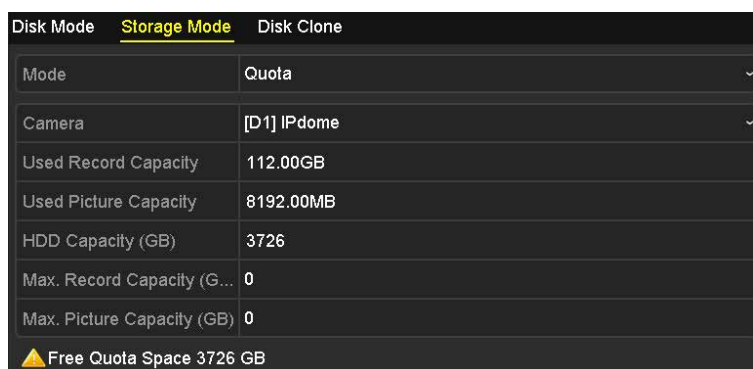 Disk Mode Storage Mode Disk Clone
Mode Quota
Camera [D1] IPdome
Used Record Capacity 112.00GB
Used Picture Capacity 8192.00MB
HDD Capacity (GB) 3726
Max. Record Capacity (G... 0
Max. Picture Capacity (GB) 0
Free Quota Space 3726 GB